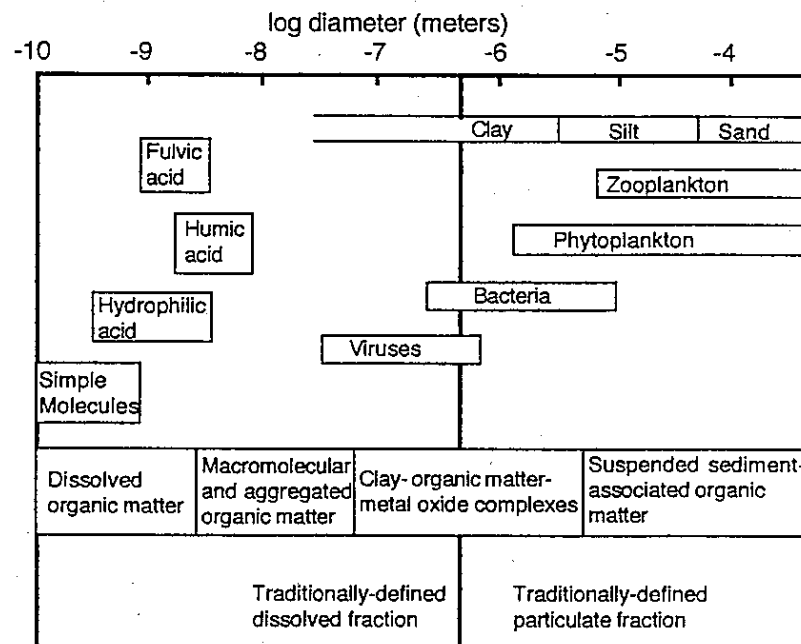 log diameter (meters)
-10 -9 -8 -7 -6 -5 -4
Clay Silt Sand
Fulvic
acid
Zooplankton
Humic
acid
Phytoplankton
Hydrophilic
acid
Bacteria
Viruses
Simple
Molecules
Dissolved
organic matter
Macromolecular
and aggregated
organic matter
Clay- organic matter-
metal oxide complexes
Suspended sediment-
associated organic
matter
Traditionally-defined
dissolved fraction
Traditionally-defined
particulate fraction